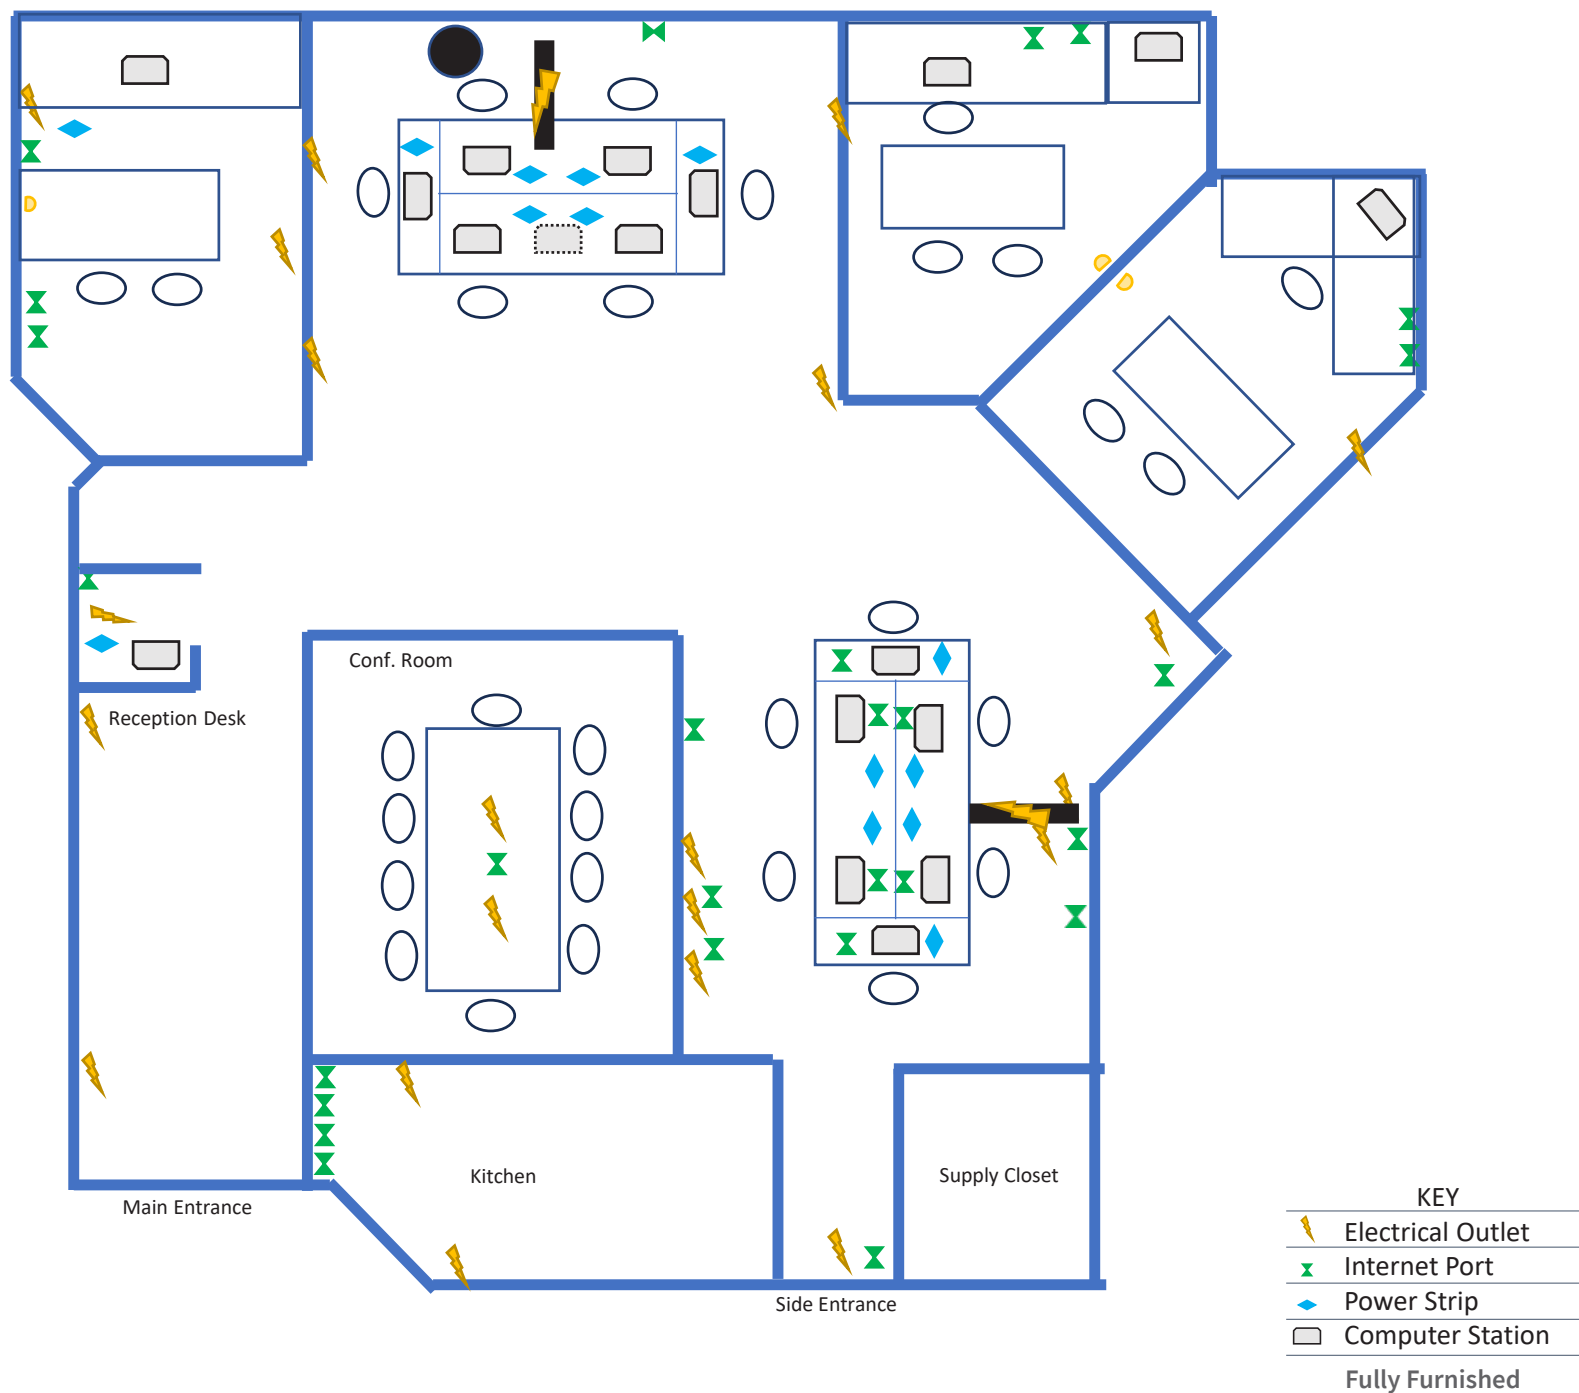 Conf. Room
Reception Desk
Kitchen
Supply Closet
Main Entrance
Side Entrance
KEY
Electrical Outlet
Internet Port
Power Strip
Computer Station
Fully Furnished